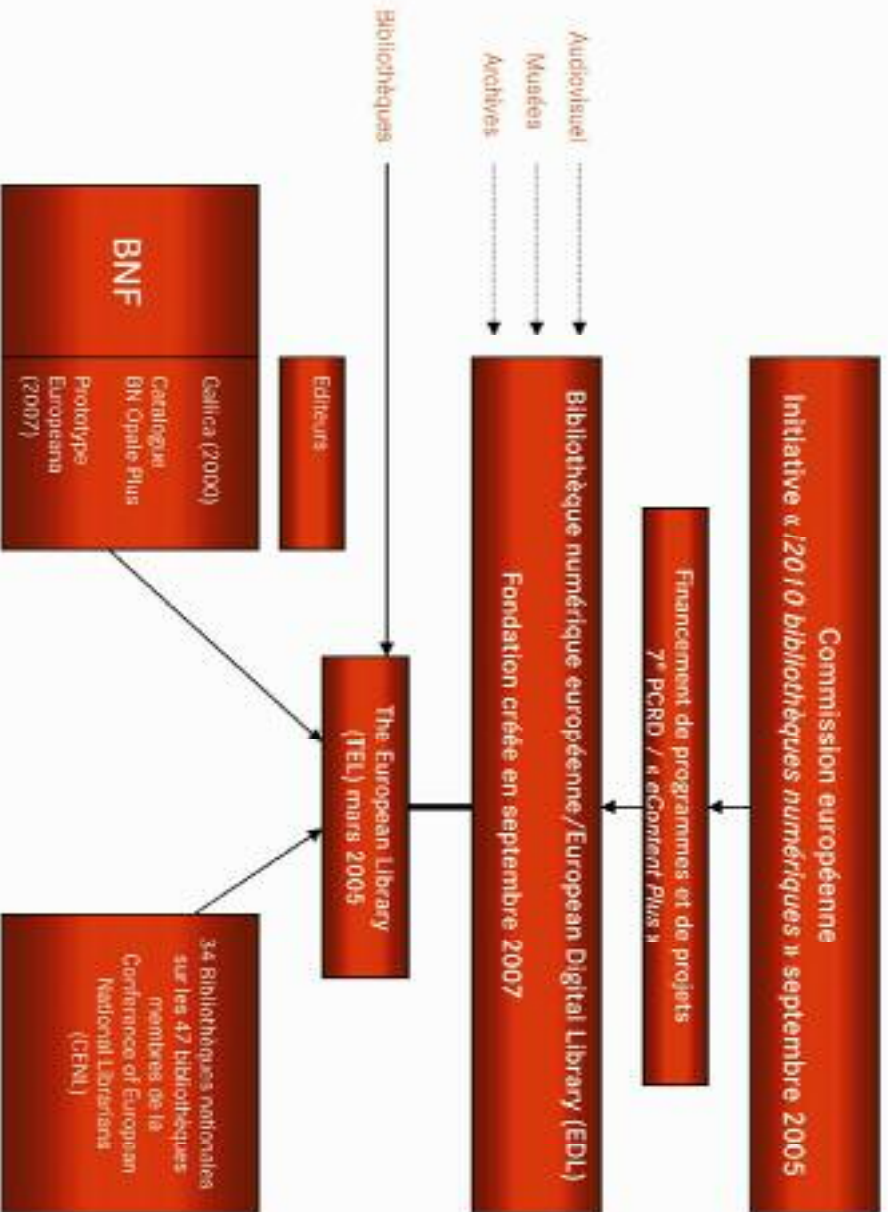 Commission européenne
Initiative « i2010 bibliothèques numériques » septembre 2005
Financement de programmes et de projets
7° PCRD / « eContent Plus »
Bibliothèque numérique européenne/European Digital Library (EDL)
Fondation créée en septembre 2007
Audiovisuel
Musées
Archives
Bibliothèques
The European Library
(TEL) mars 2005
Editeurs
BNF
Gallica (2000)
Catalogue
BN Opale Plus
Prototype
Européana
(2007)
34 Bibliothèques nationales
sur les 47 bibliothèques
membres de la
Conference of European
National Librarians
(CENL)